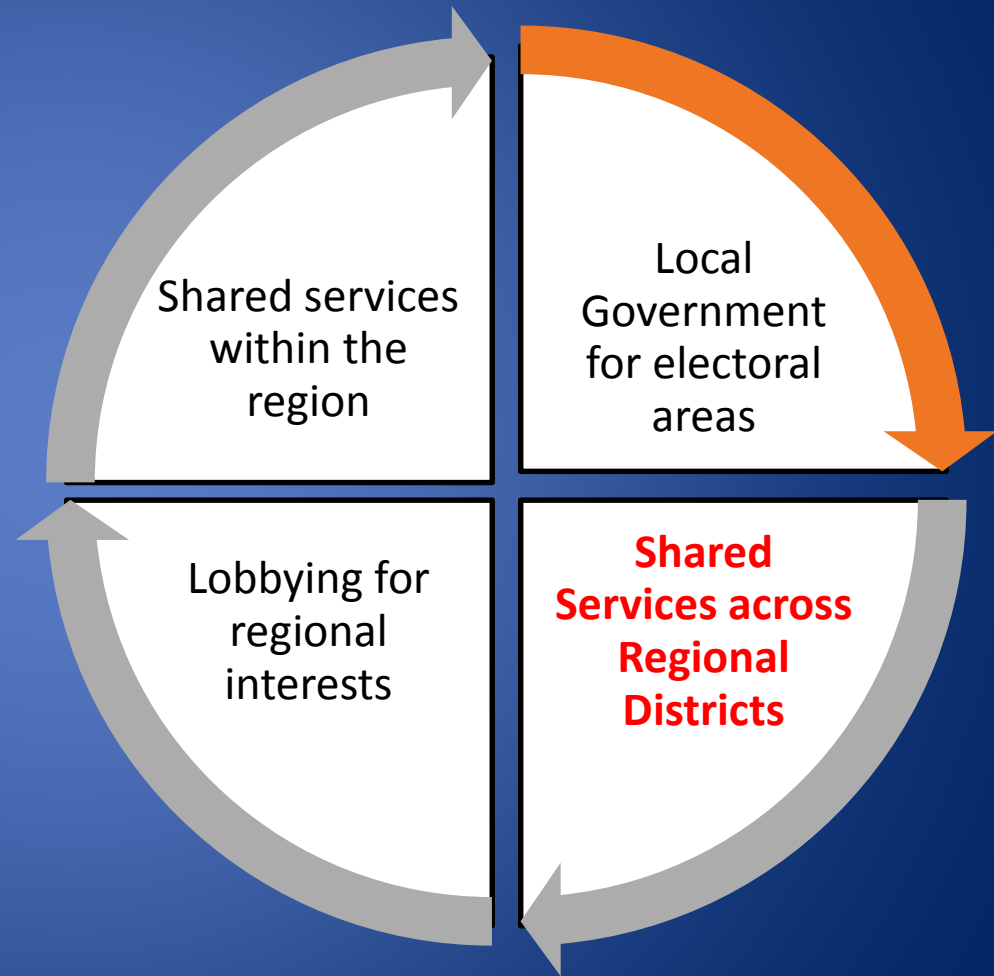 Shared services
within the
region
Local
Government
for electoral
areas
Lobbying for
regional
interests
Shared
Services across
Regional
Districts